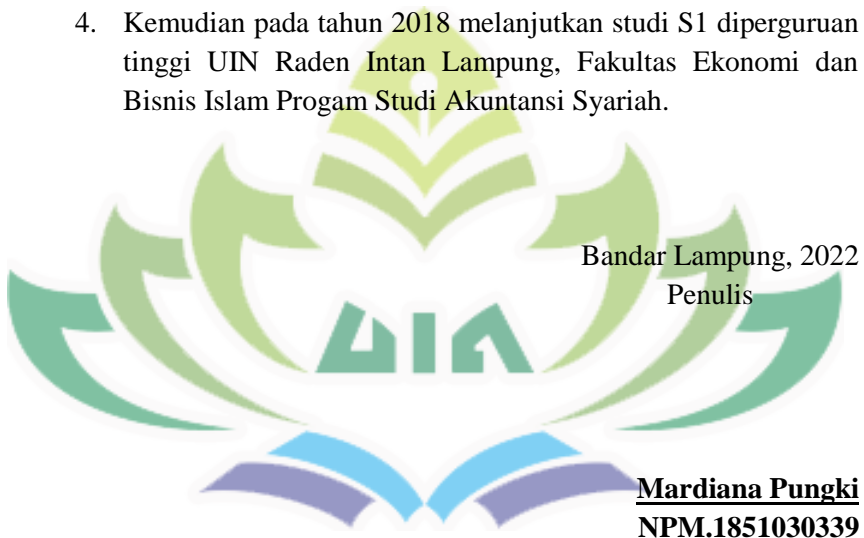 4. Kemudian pada tahun 2018 melanjutkan studi S1 diperguruan
tinggi UIN Raden Intan Lampung, Fakultas Ekonomi dan
Bisnis Islam Progam Studi Akuntansi Syariah.
Bandar Lampung, 2022
Penulis
UIN
Mardiana Pungki
NPM.1851030339